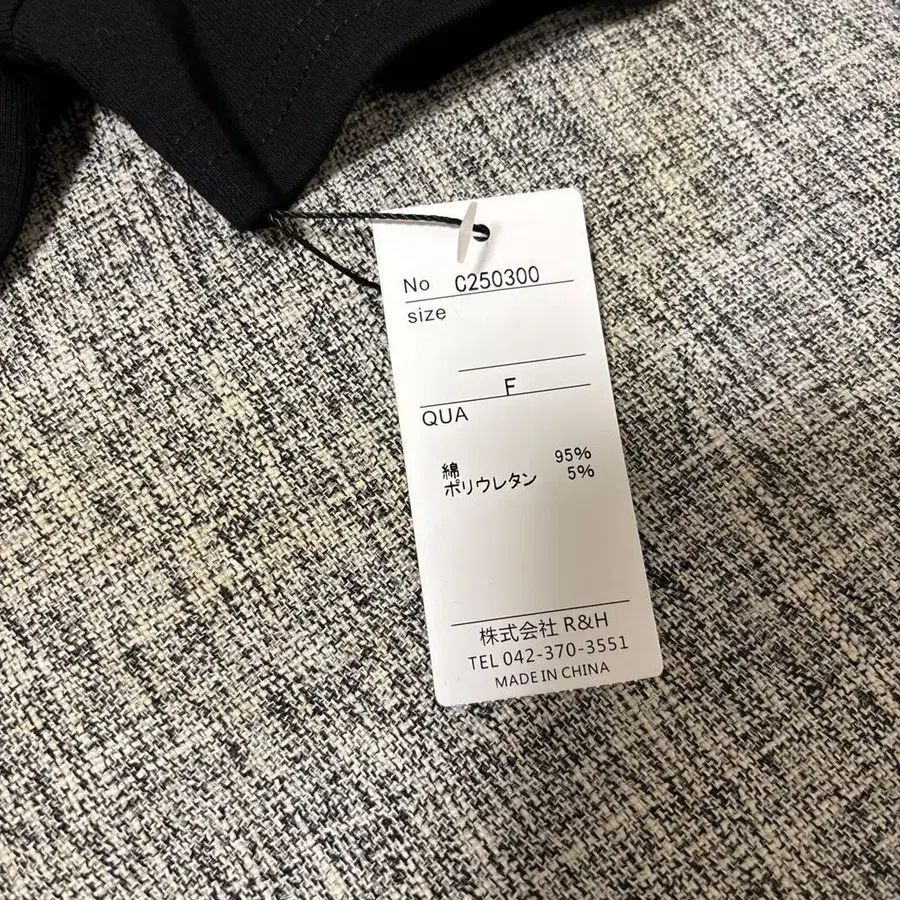 No C250300
size
F
QUA
綿 95%
ポリウレタン 5%
株式会社 R&H
TEL 042-370-3551
MADE IN CHINA